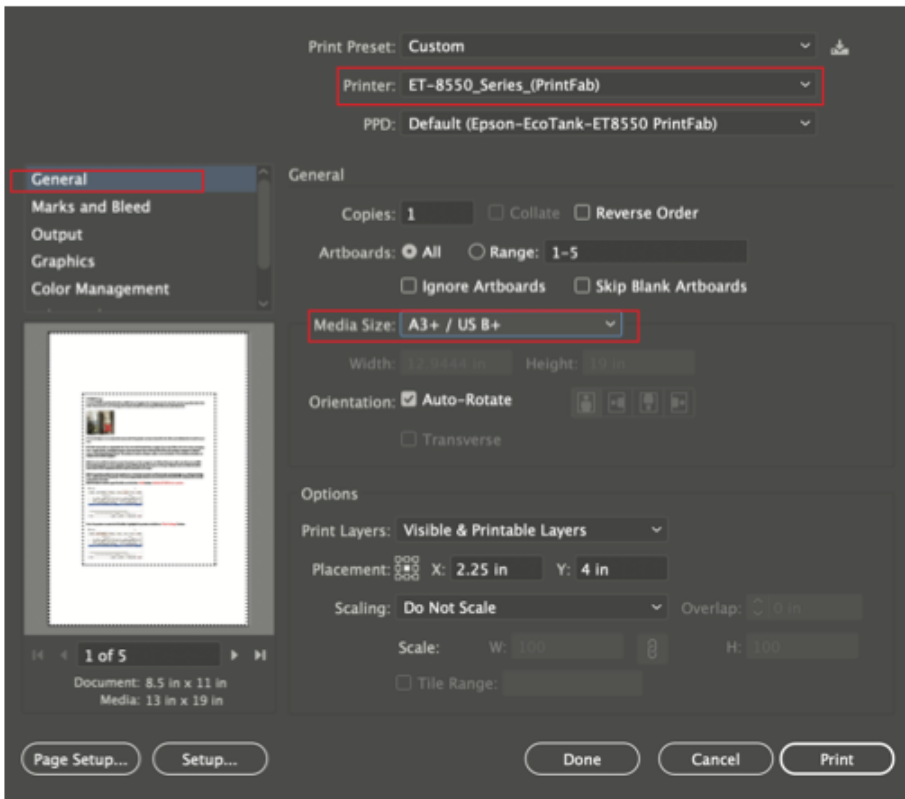 Print Preset: Custom
Printer: ET-8550_Series_(PrintFab)
PPD: Default (Epson-EcoTank-ET8550 PrintFab)
General
Marks and Bleed
Output
Graphics
Color Management
1 of 5
Document: 8.5 in x 11 in
Media: 13 in x 19 in
General
Copies: 1 Collate Reverse Order
Artboards: All Range: 1-5
Ignore Artboards Skip Blank Artboards
Media Size: A3+ / US B+
Width: 12.9444 in Height: 19 in
Orientation: Auto-Rotate
Transverse
Options
Print Layers: Visible & Printable Layers
Placement: X: 2.25 in Y: 4 in
Scaling: Do Not Scale Overlap: 0 in
Scale: W: 100 H: 100
Tile Range:
Page Setup... Setup... Done Cancel Print